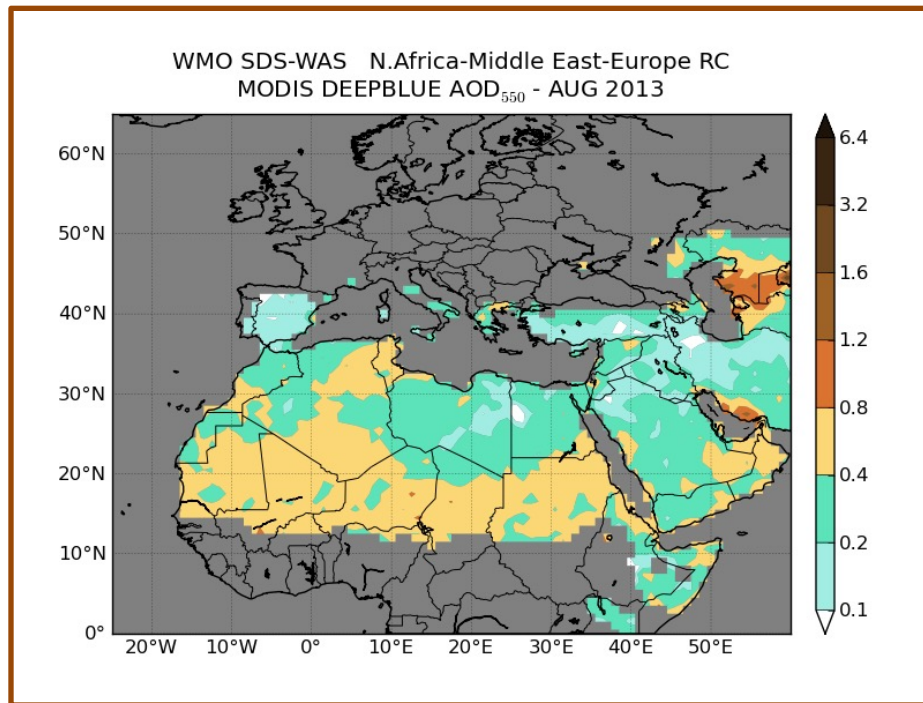 WMO SDS-WAS N.Africa-Middle East-Europe RC
MODIS DEEPBLUE AOD550 - AUG 2013
60°N
50°N
40°N
30°N
20°N
10°N
0°
20°W
10°W
0°
10°E
20°E
30°E
40°E
50°E
6.4
3.2
1.6
1.2
0.8
0.4
0.2
0.1